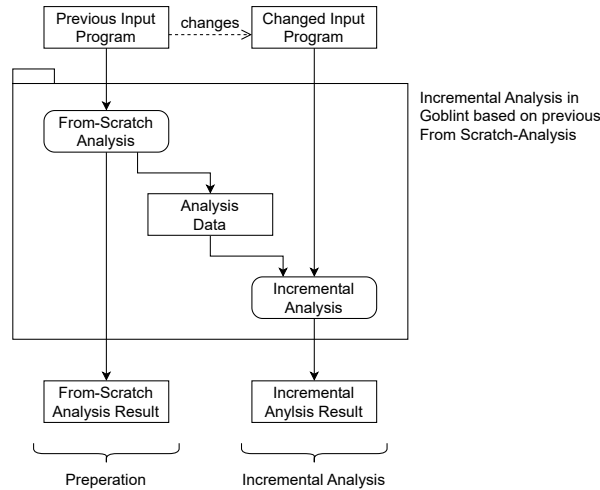 Previous Input
Program
changes
Changed Input
Program
Incremental Analysis in
Goblint based on previous
From Scratch-Analysis
From-Scratch
Analysis
Analysis
Data
Incremental
Analysis
From-Scratch
Analysis Result
Incremental
Anylsis Result
Preperation
Incremental Analysis